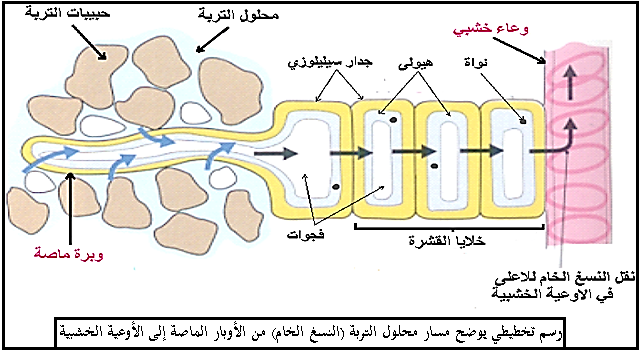 حبيبات التربة
محلول التربة
وعاء خشبي
جدار سيليلوزي
هيولى
نواة
وبرة ماصة
فجوات
خلايا القشرة
نقل النسغ الخام للاعلى
في الاوعية الخشبية
رسم تخطيطي يوضح مسار محلول التربة (النسغ الخام) من الأوبار الماصة إلى الأوعية الخشبية